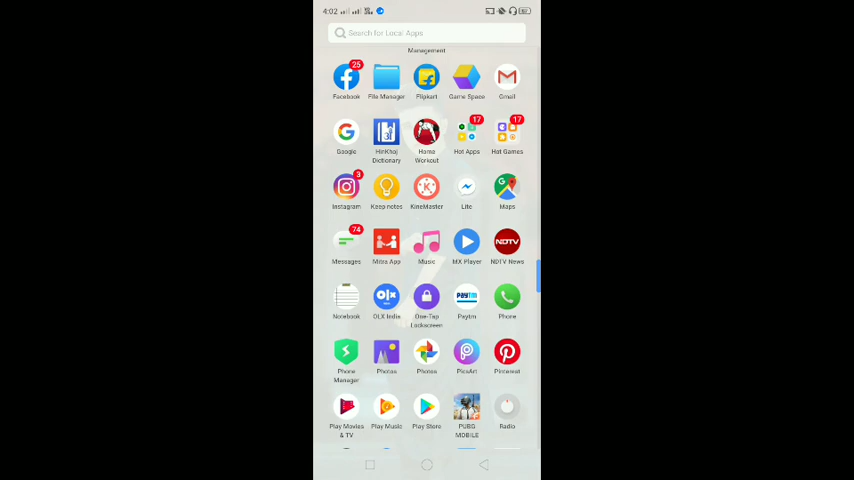 4:02
Search for Local Apps
Management
25
Facebook
File Manager
Flipkart
Game Space
Gmail
17
17
Google
HinKhoj Dictionary
Home Workout
Hot Apps
Hot Games
3
Instagram
Keep notes
KineMaster
Lite
Maps
74
NDTV
Messages
Mitra App
Music
MX Player
NDTV News
OLX
paytm
Notebook
OLX India
One-Tap Lockscreen
Paytm
Phone
Phone Manager
Photos
Photos
PicsArt
Pinterest
Play Movies & TV
Play Music
Play Store
PUBG MOBILE
Radio